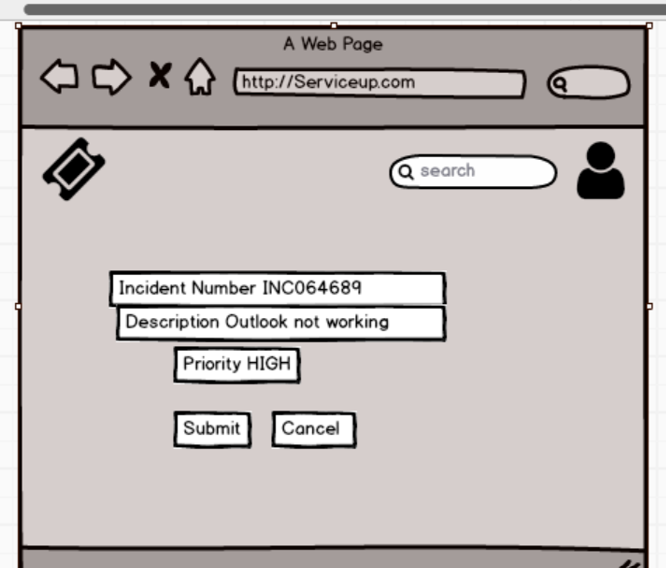 A Web Page
http://Serviceup.com
search
Incident Number INC064689
Description Outlook not working
Priority HIGH
Submit Cancel